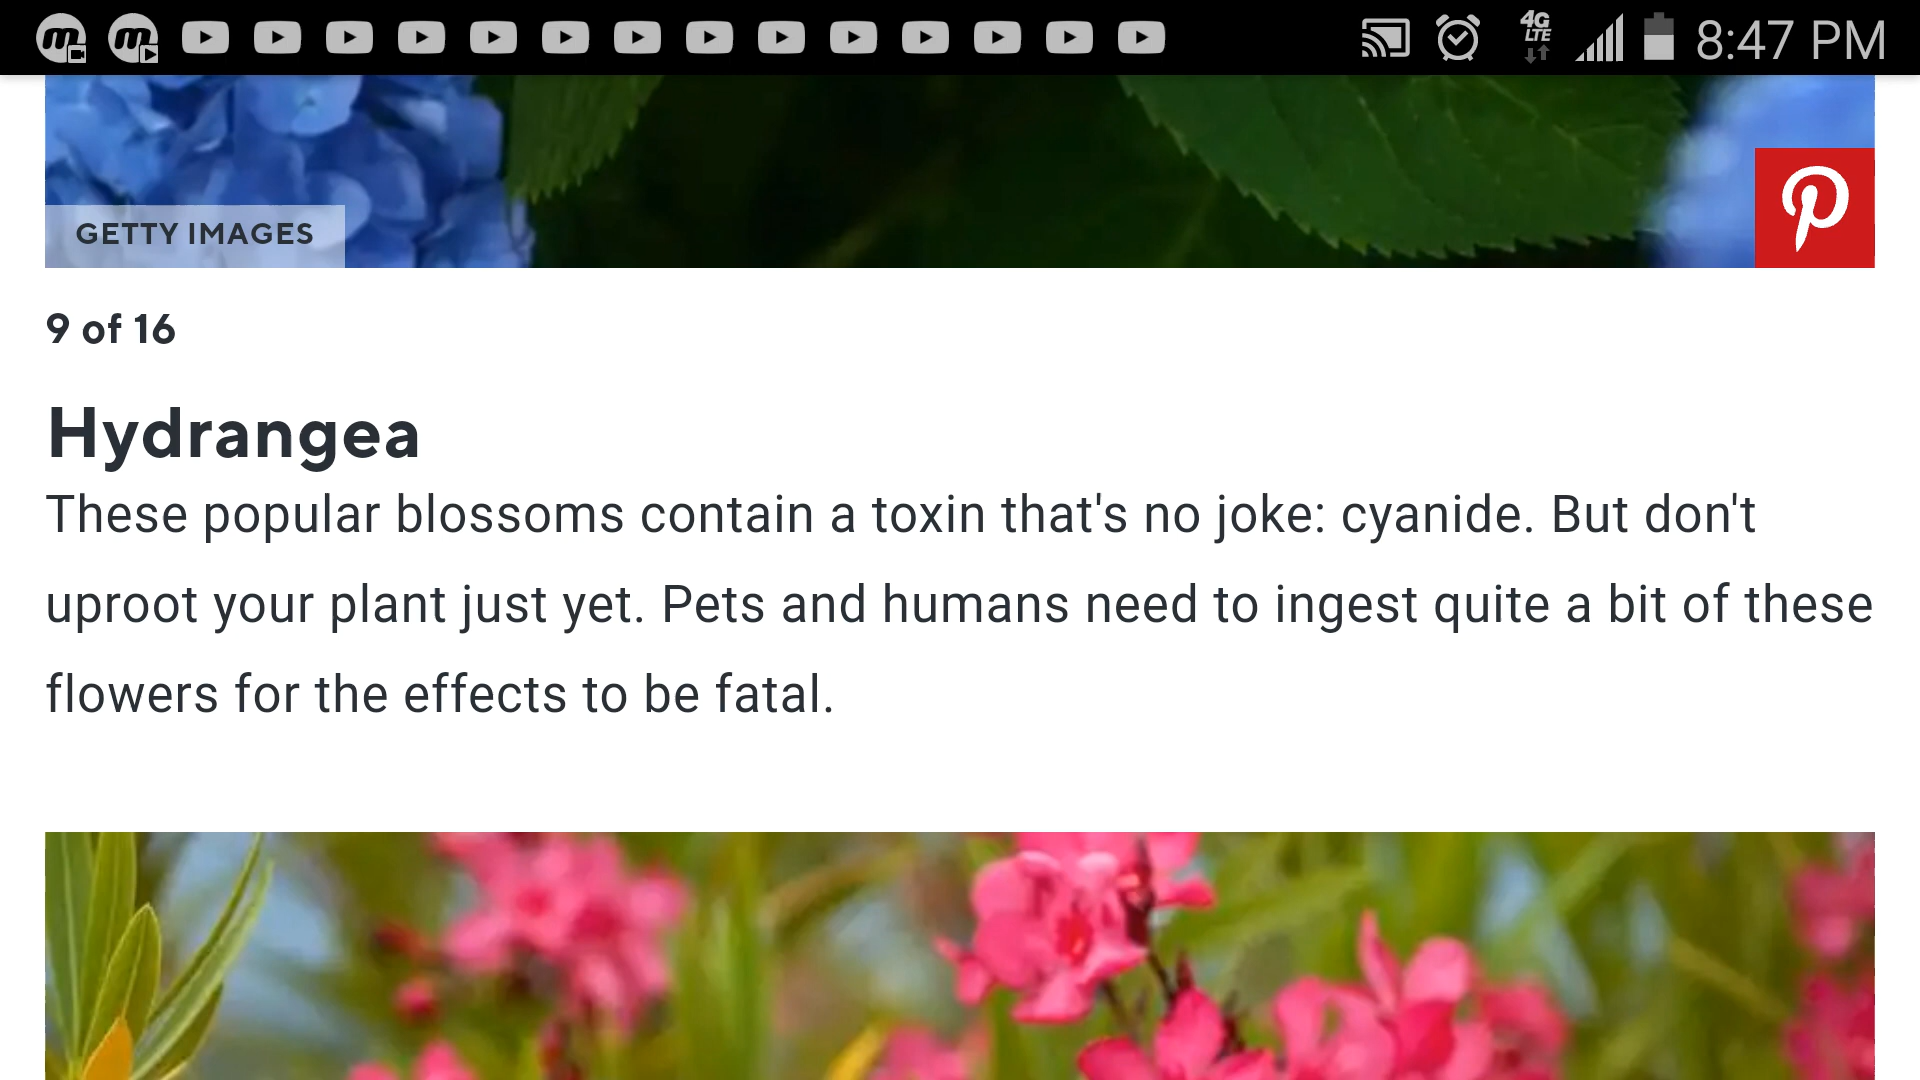 4G
LTE
8:47 PM
GETTY IMAGES
9 of 16
Hydrangea
These popular blossoms contain a toxin that's no joke: cyanide. But don't
uproot your plant just yet. Pets and humans need to ingest quite a bit of these
flowers for the effects to be fatal.